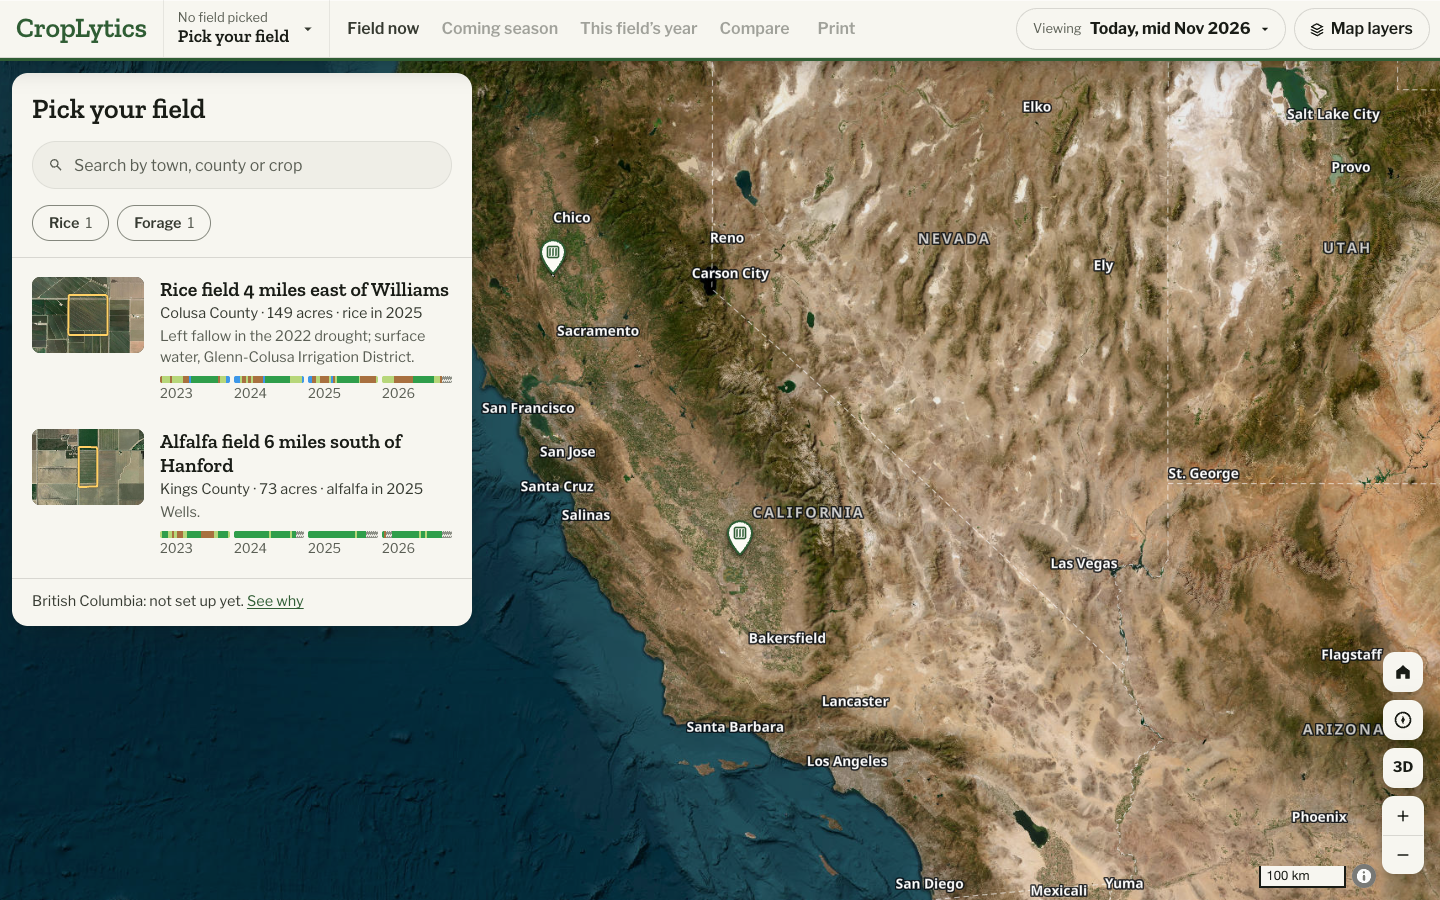 CropLytics
No field picked
Pick your field
Field now
Coming season
This field's year
Compare
Print
Viewing Today, mid Nov 2026
Map layers
Pick your field
Search by town, county or crop
Rice 1
Forage 1
Rice field 4 miles east of Williams
Colusa County · 149 acres · rice in 2025
Left fallow in the 2022 drought; surface
water, Glenn-Colusa Irrigation District.
2023 2024 2025 2026
Alfalfa field 6 miles south of
Hanford
Kings County · 73 acres · alfalfa in 2025
Wells.
2023 2024 2025 2026
British Columbia: not set up yet. See why
Elko
Salt Lake City
Provo
Chico
Reno
NEVADA
UTAH
Carson City
Ely
Sacramento
San Francisco
San Jose
St. George
Santa Cruz
Salinas
CALIFORNIA
Las Vegas
Bakersfield
Flagstaff
Lancaster
Santa Barbara
ARIZONA
Los Angeles
3D
Phoenix
+
−
100 km
San Diego
Mexicali
Yuma